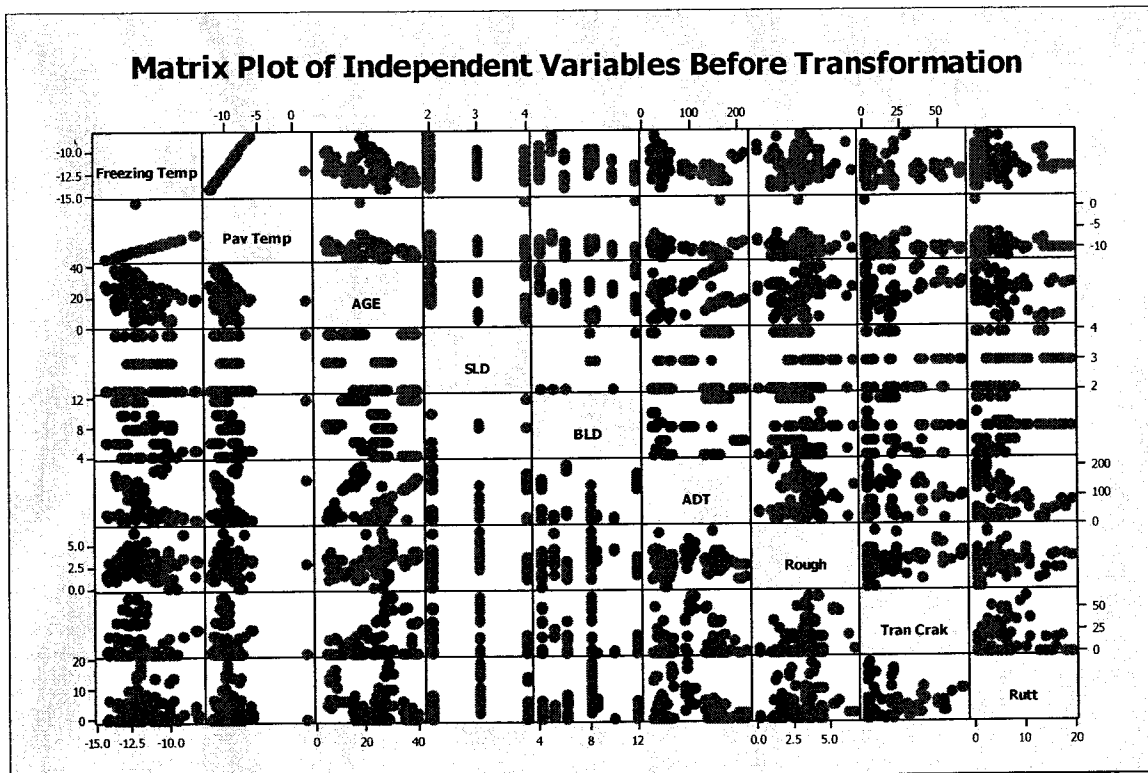 Matrix Plot of Independent Variables Before Transformation
-10 -5 0 2 3 4 0 100 200 0 25 50
-10.0
Freezing Temp
-12.5
-15.0
0
Pav Temp
-5
-10
40
AGE
20
0
4
SLD
3
2
12
BLD
8
4
200
ADT
100
0
5.0
Rough
2.5
0.0
50
Tran Crak
25
0
20
Rutt
10
0
-15.0 -12.5 -10.0 0 20 40 4 8 12 0.0 2.5 5.0 0 10 20